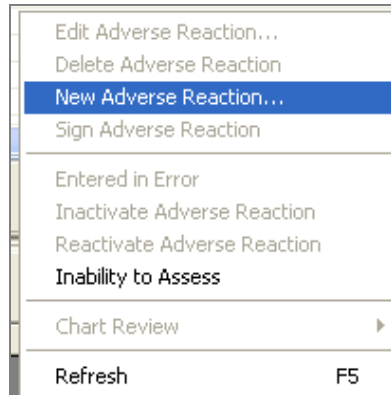 Edit Adverse Reaction...
Delete Adverse Reaction
New Adverse Reaction...
Sign Adverse Reaction
Entered in Error
Inactivate Adverse Reaction
Reactivate Adverse Reaction
Inability to Assess
Chart Review
Refresh F5